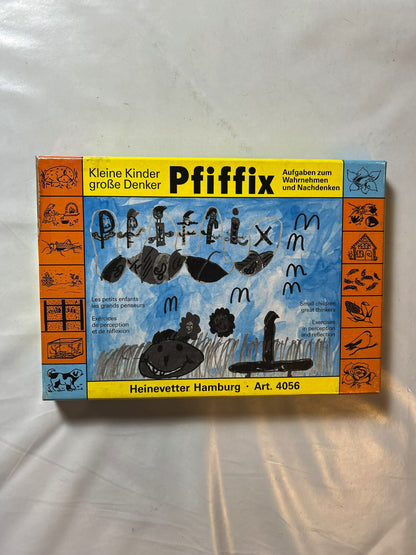 Kleine Kinder
große Denker
Pfiffix
Aufgaben zum
Wahrnehmen
und Nachdenken
Pfiffix
Les petits enfants
les grands penseurs
Exercices
de perception
et de réflexion
Small children
great thinkers
Exercises
in perception
and reflection
Heinevetter Hamburg · Art. 4056